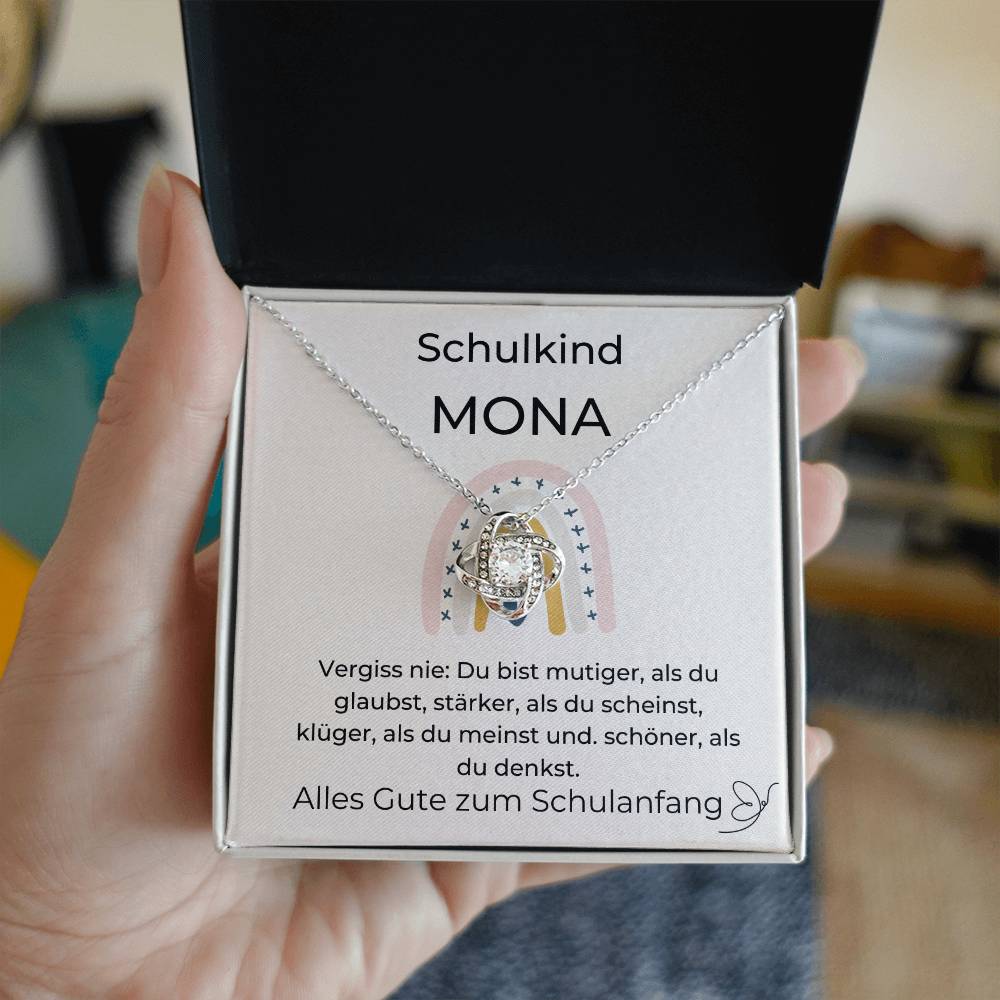 Schulkind
MONA
Vergiss nie: Du bist mutiger, als du
glaubst, stärker, als du scheinst,
klüger, als du meinst und. schöner, als
du denkst.
Alles Gute zum Schulanfang